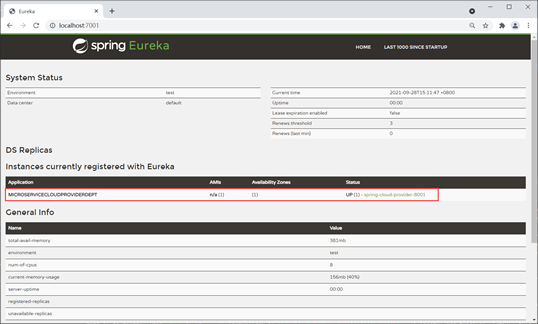 Eureka
localhost:7001
spring Eureka
HOME LAST 1000 SINCE STARTUP
System Status
Environment test
Data center default
Current time 2021-09-28T15:11:47 +0800
Uptime 00:00
Lease expiration enabled false
Renews threshold 3
Renews (last min) 0
DS Replicas
Instances currently registered with Eureka
Application AMIs Availability Zones Status
MICROSERVICECLOUDPROVIDERDEPT n/a (1) (1) UP (1) - spring-cloud-provider-8001
General Info
Name Value
total-avail-memory 381mb
environment test
num-of-cpus 8
current-memory-usage 156mb (40%)
server-uptime 00:00
registered-replicas
unavailable-replicas